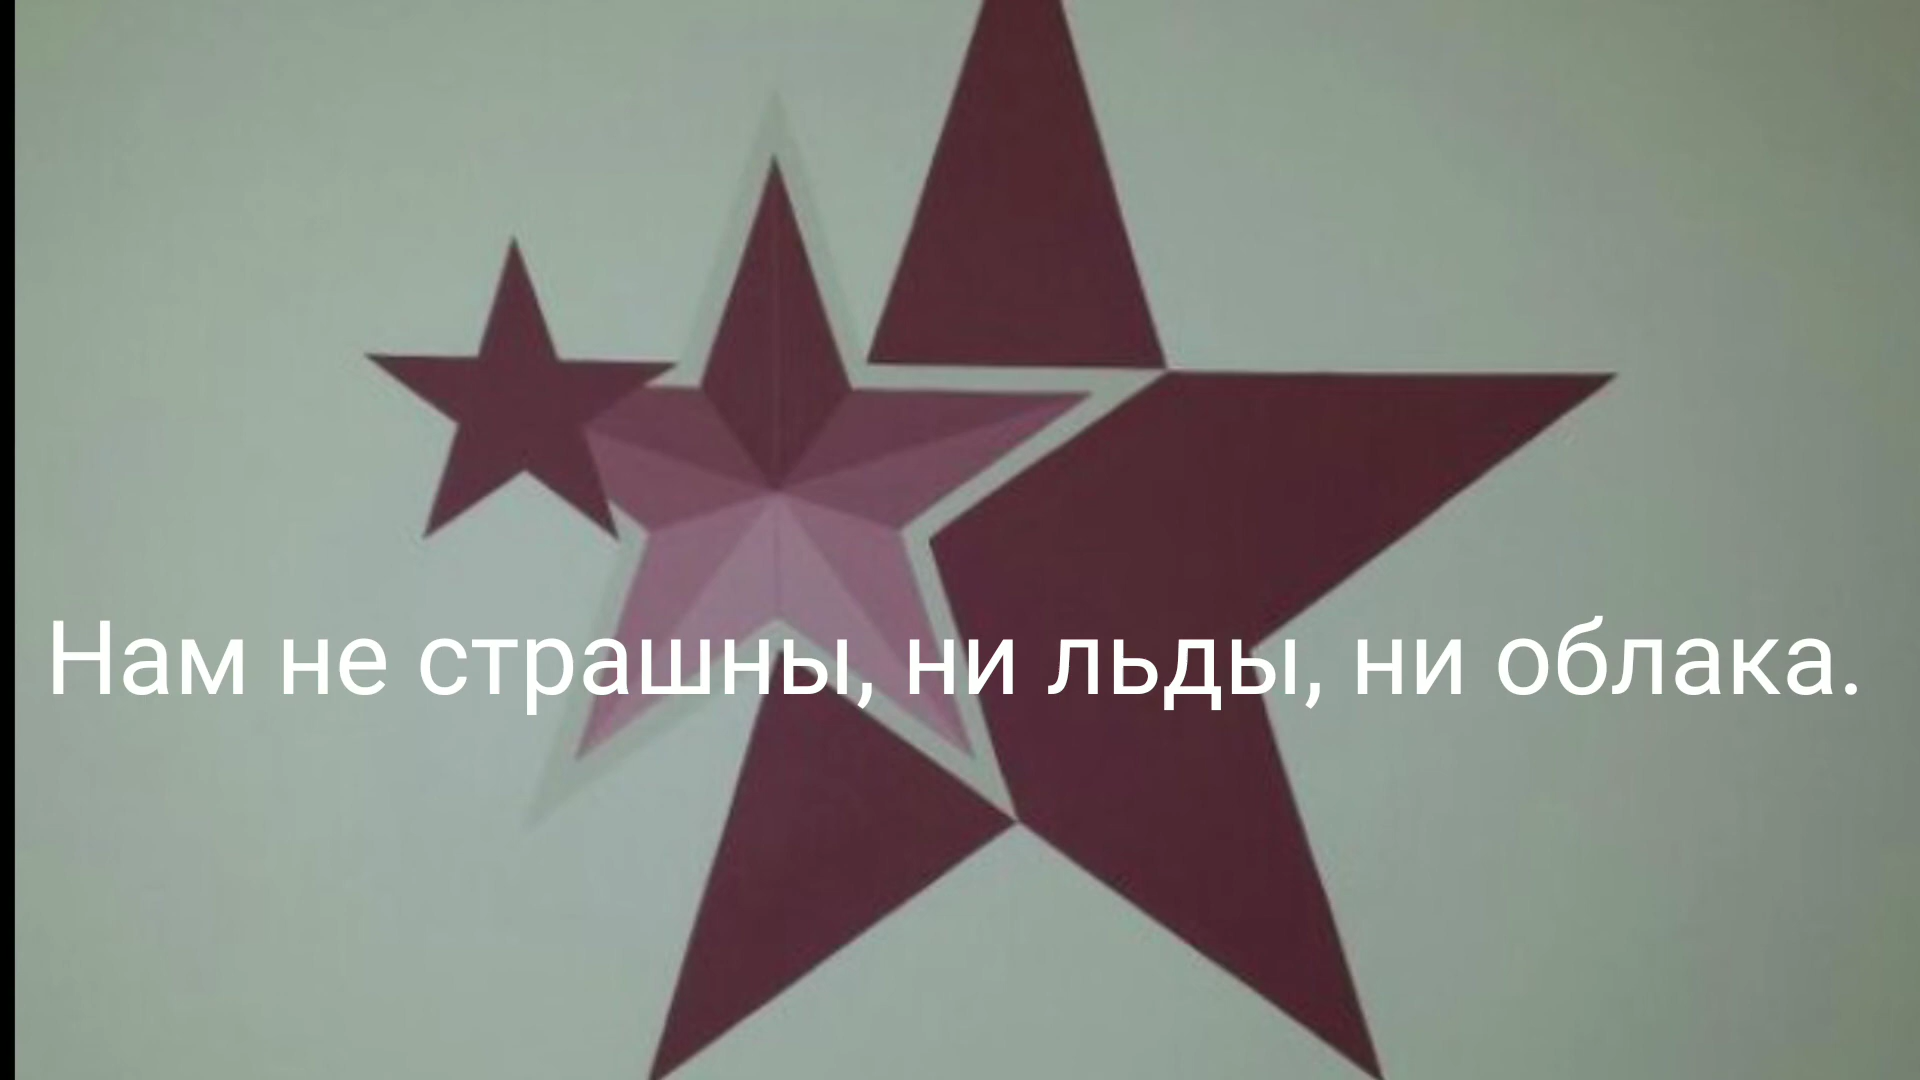 Нам не страшны, ни льды, ни облака.